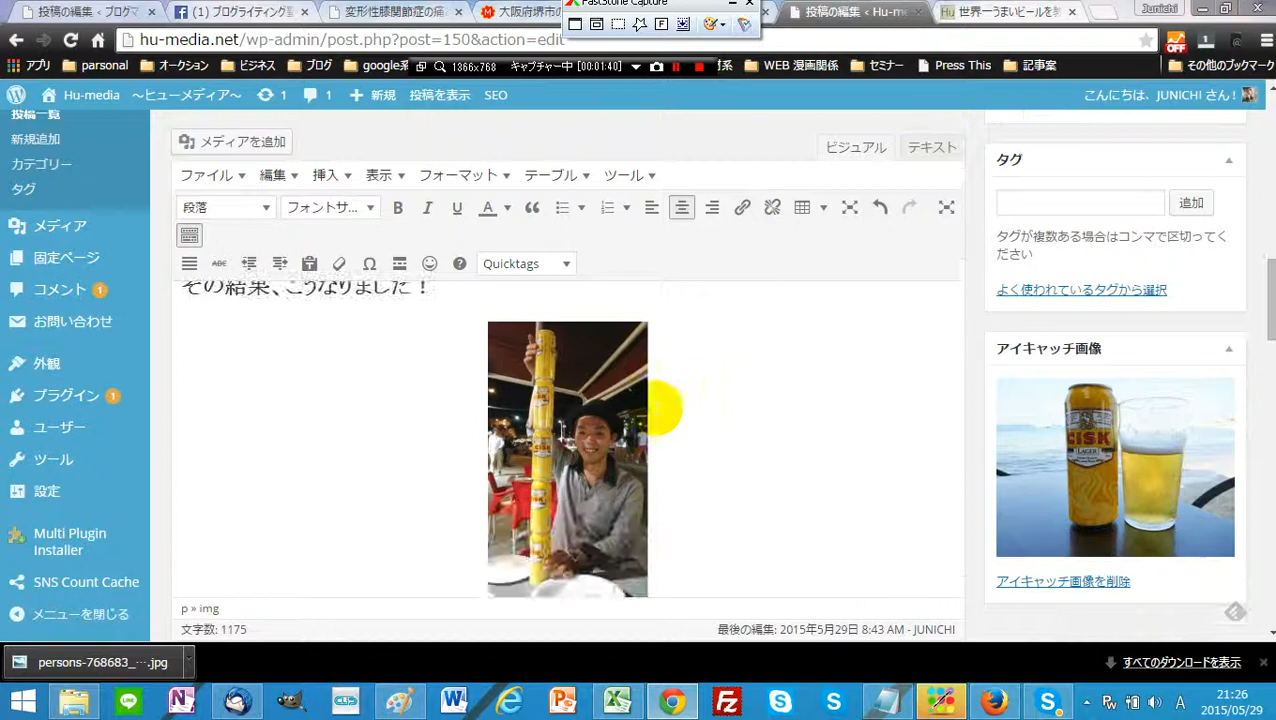 FastStone Capture
(1) プログライティング重
変形性膝関節症の痛
大阪府堺市の
投稿の編集 ‹ Hu-m
世界一うまいビールを
Junichi
hu-media.net/wp-admin/post.php?post=150&action=edit
OFF
1
アプリ
parsonal
オークション
ビジネス
ブログ
google系
1366x768
キャプチャー中 [00:01:40]
WEB 漫画関係
セミナー
Press This
記事案
その他のブックマーク
Hu-media ～ヒューメディア～
1
1
新規
投稿を表示
SEO
こんにちは、JUNICHI さん！
投稿一覧
新規追加
カテゴリー
タグ
メディア
固定ページ
コメント 1
お問い合わせ
外観
プラグイン 1
ユーザー
ツール
設定
Multi Plugin
Installer
SNS Count Cache
メニューを閉じる
メディアを追加
ビジュアル
テキスト
ファイル
編集
挿入
表示
フォーマット
テーブル
ツール
段落
フォントサ...
B
I
U
A
ABC
Quicktags
その結果、こうなりました！
p » img
文字数: 1175
最後の編集: 2015年5月29日 8:43 AM - JUNICHI
タグ
追加
タグが複数ある場合はコンマで区切ってく
ださい
よく使われているタグから選択
アイキャッチ画像
CISK
LAGER
アイキャッチ画像を削除
persons-768683_-....jpg
すべてのダウンロードを表示
A
21:26
2015/05/29